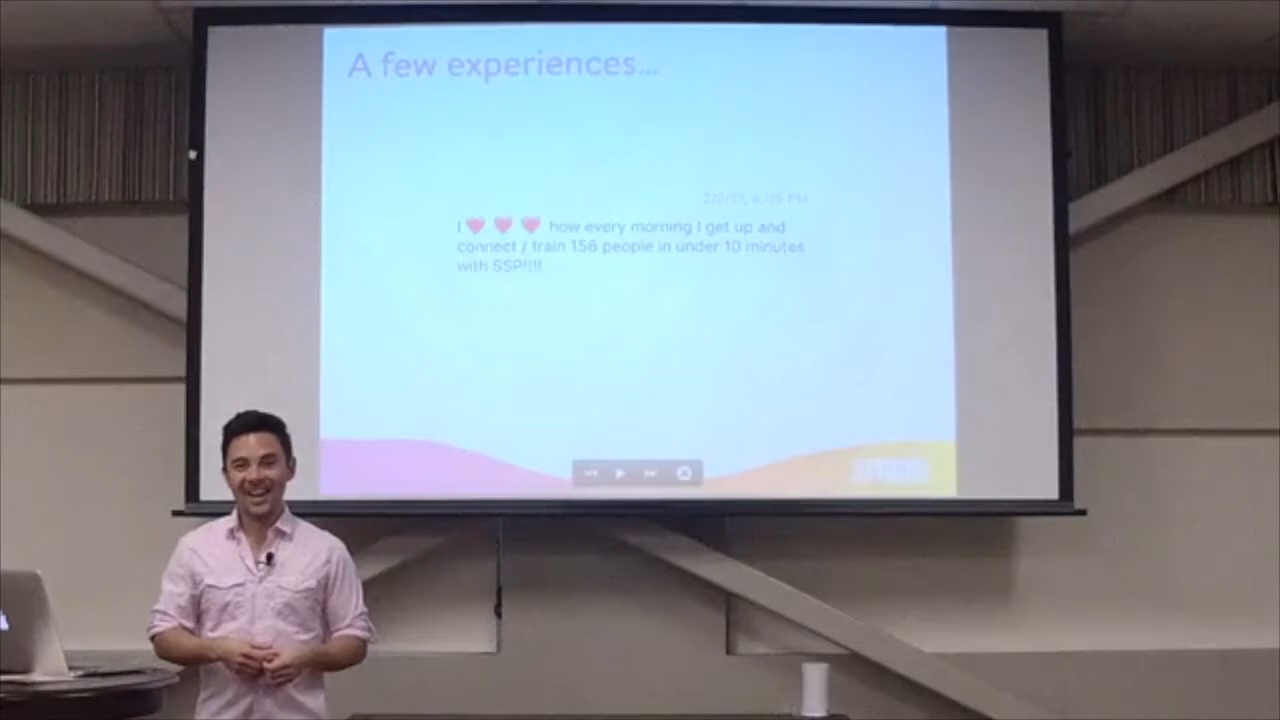 A few experiences...
I ❤️ ❤️ ❤️ how every morning I get up and
connect / train 156 people in under 10 minutes
with SSP!!!!